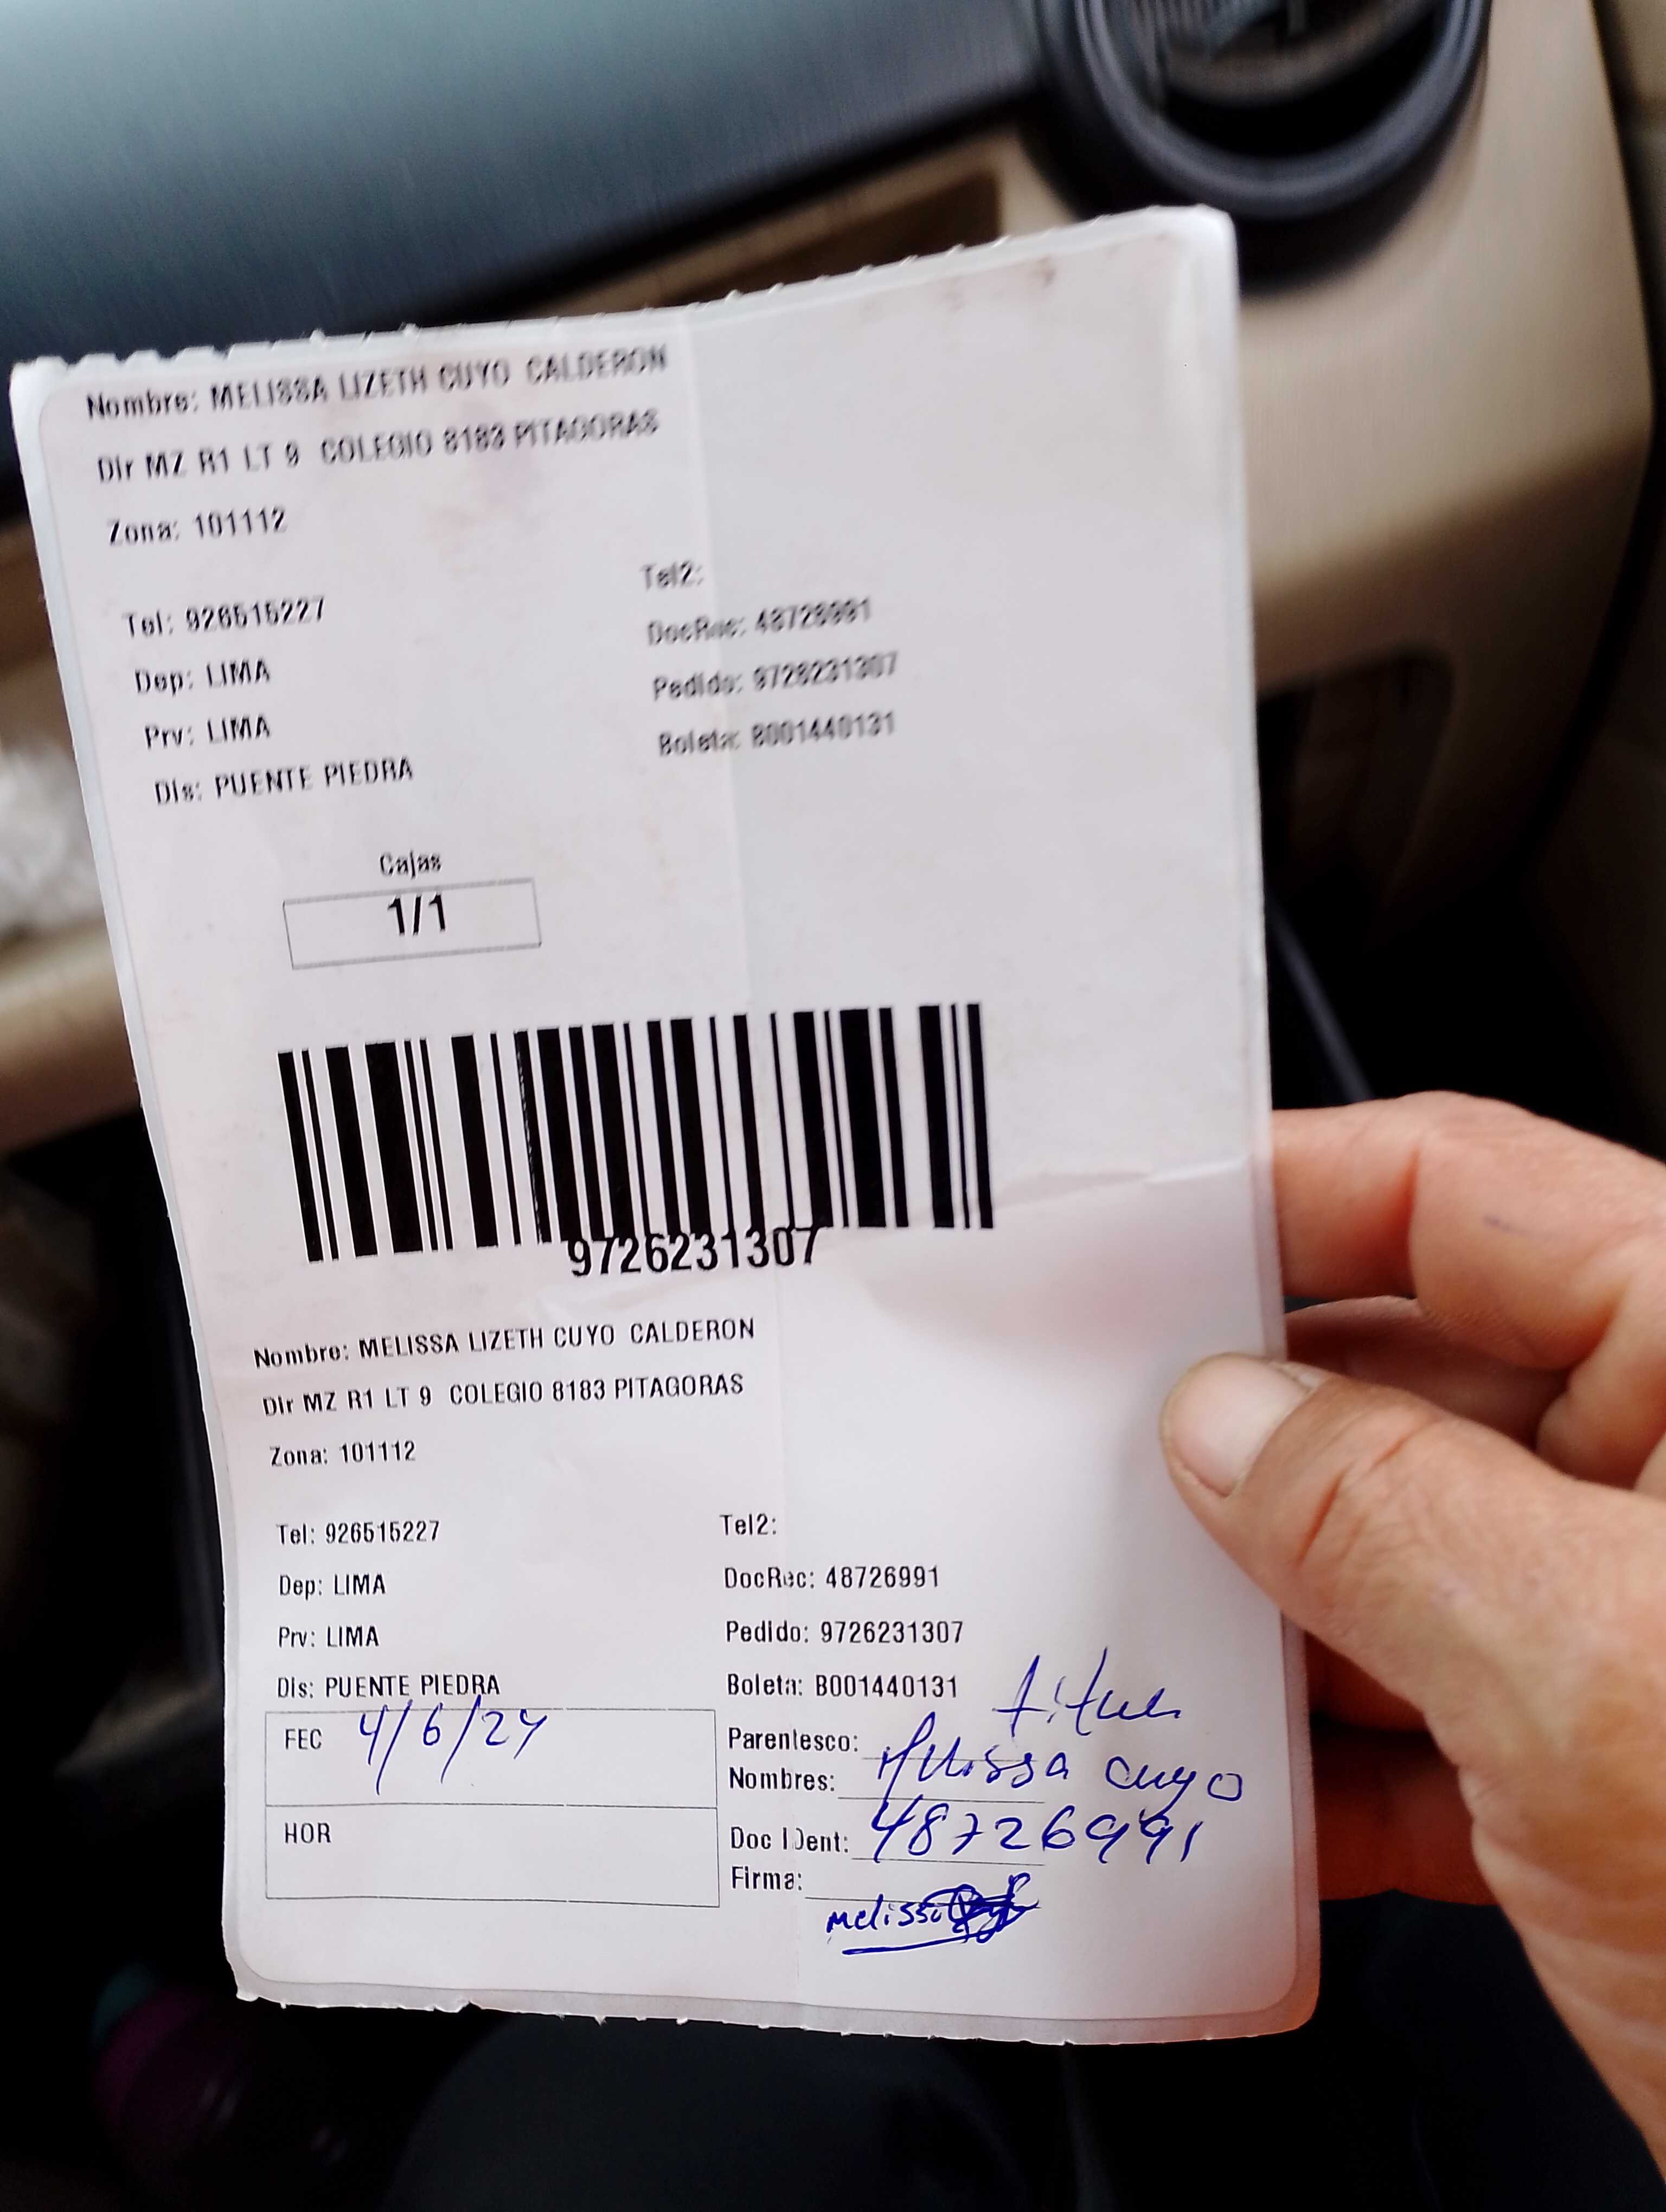 Nombre: MELISSA LIZETH CUYO CALDERON
Dir MZ R1 LT 9 COLEGIO 8183 PITAGORAS
Zona: 101112
Tel: 926515227 Tel2:
Dep: LIMA DocRec: 48726991
Prv: LIMA Pedido: 9726231307
Dis: PUENTE PIEDRA Boleta: B001440131
Cajas
1/1
9726231307
Nombre: MELISSA LIZETH CUYO CALDERON
Dir MZ R1 LT 9 COLEGIO 8183 PITAGORAS
Zona: 101112
Tel: 926515227 Tel2:
Dep: LIMA DocRec: 48726991
Prv: LIMA Pedido: 9726231307
Dis: PUENTE PIEDRA Boleta: B001440131
FEC 4/6/24 Parentesco: titular
Nombres: Melissa cuyo
HOR Doc IDent: 48726991
Firma: melissa